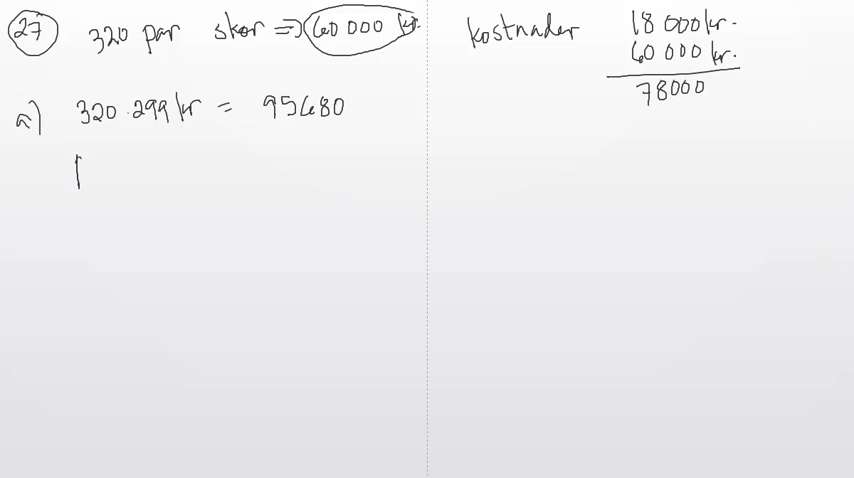 27 320 par skor => 60 000 kr.
a) 320 · 299 kr = 95680
kostnader 18 000 kr.
60 000 kr.
78000